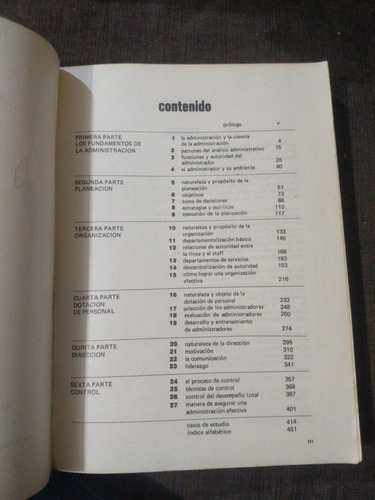 contenido
prólogo v
PRIMERA PARTE
LOS FUNDAMENTOS DE
LA ADMINISTRACION
1 la administración y la ciencia
de la administración 4
2 patrones del análisis administrativo 15
3 funciones y autoridad del
administrador 25
4 el administrador y su ambiente 40
SEGUNDA PARTE
PLANEACION
5 naturaleza y propósito de la
planeación 51
6 objetivos 73
7 toma de decisiones 88
8 estrategias y políticas 110
9 ejecución de la planeación 117
TERCERA PARTE
ORGANIZACION
10 naturaleza y propósito de la
organización 133
11 departamentalización básica 145
12 relaciones de autoridad entre
la línea y el staff 166
13 departamentos de servicios 183
14 descentralización de autoridad 193
15 cómo lograr una organización
efectiva 216
CUARTA PARTE
DOTACION
DE PERSONAL
16 naturaleza y objeto de la
dotación de personal 233
17 selección de los administradores 248
18 evaluación de administradores 260
19 desarrollo y entrenamiento
de administradores 274
QUINTA PARTE
DIRECCION
20 naturaleza de la dirección 295
21 motivación 310
22 la comunicación 322
23 liderazgo 341
SEXTA PARTE
CONTROL
24 el proceso de control 357
25 técnicas de control 368
26 control del desempeño total 387
27 manera de asegurar una
administración efectiva 401
casos de estudio 414
índice alfabético 451
III